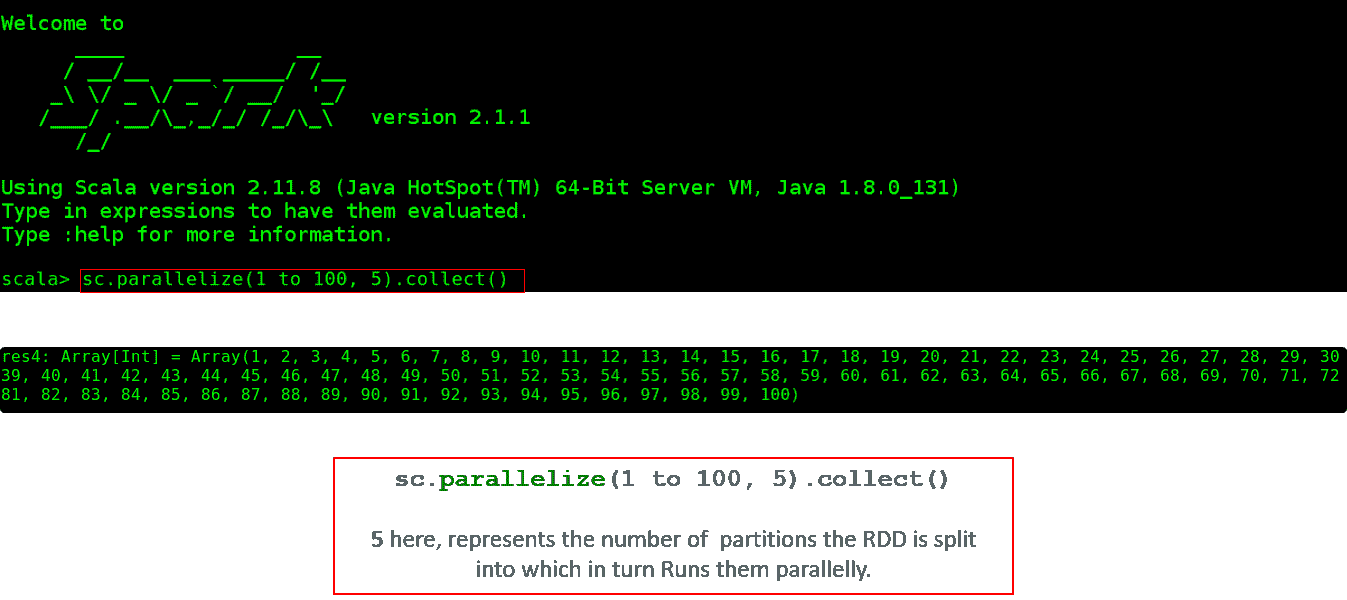 Welcome to
      ____              __
     / __/__  ___ _____/ /__
    _\ \/ _ \/ _ `/ __/  '_/
   /___/ .__/\_,_/_/ /_/\_\   version 2.1.1
      /_/
Using Scala version 2.11.8 (Java HotSpot(TM) 64-Bit Server VM, Java 1.8.0_131)
Type in expressions to have them evaluated.
Type :help for more information.
scala> sc.parallelize(1 to 100, 5).collect()
res4: Array[Int] = Array(1, 2, 3, 4, 5, 6, 7, 8, 9, 10, 11, 12, 13, 14, 15, 16, 17, 18, 19, 20, 21, 22, 23, 24, 25, 26, 27, 28, 29, 30
39, 40, 41, 42, 43, 44, 45, 46, 47, 48, 49, 50, 51, 52, 53, 54, 55, 56, 57, 58, 59, 60, 61, 62, 63, 64, 65, 66, 67, 68, 69, 70, 71, 72
81, 82, 83, 84, 85, 86, 87, 88, 89, 90, 91, 92, 93, 94, 95, 96, 97, 98, 99, 100)
sc.parallelize(1 to 100, 5).collect()
5 here, represents the number of  partitions the RDD is split
into which in turn Runs them parallelly.